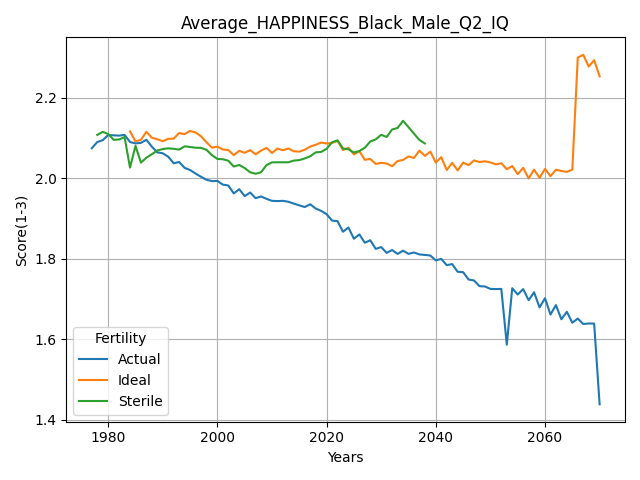 Average_HAPPINESS_Black_Male_Q2_IQ
Score(1-3)
2.2
2.0
1.8
1.6
1.4
Fertility
Actual
Ideal
Sterile
1980
2000
2020
2040
2060
Years